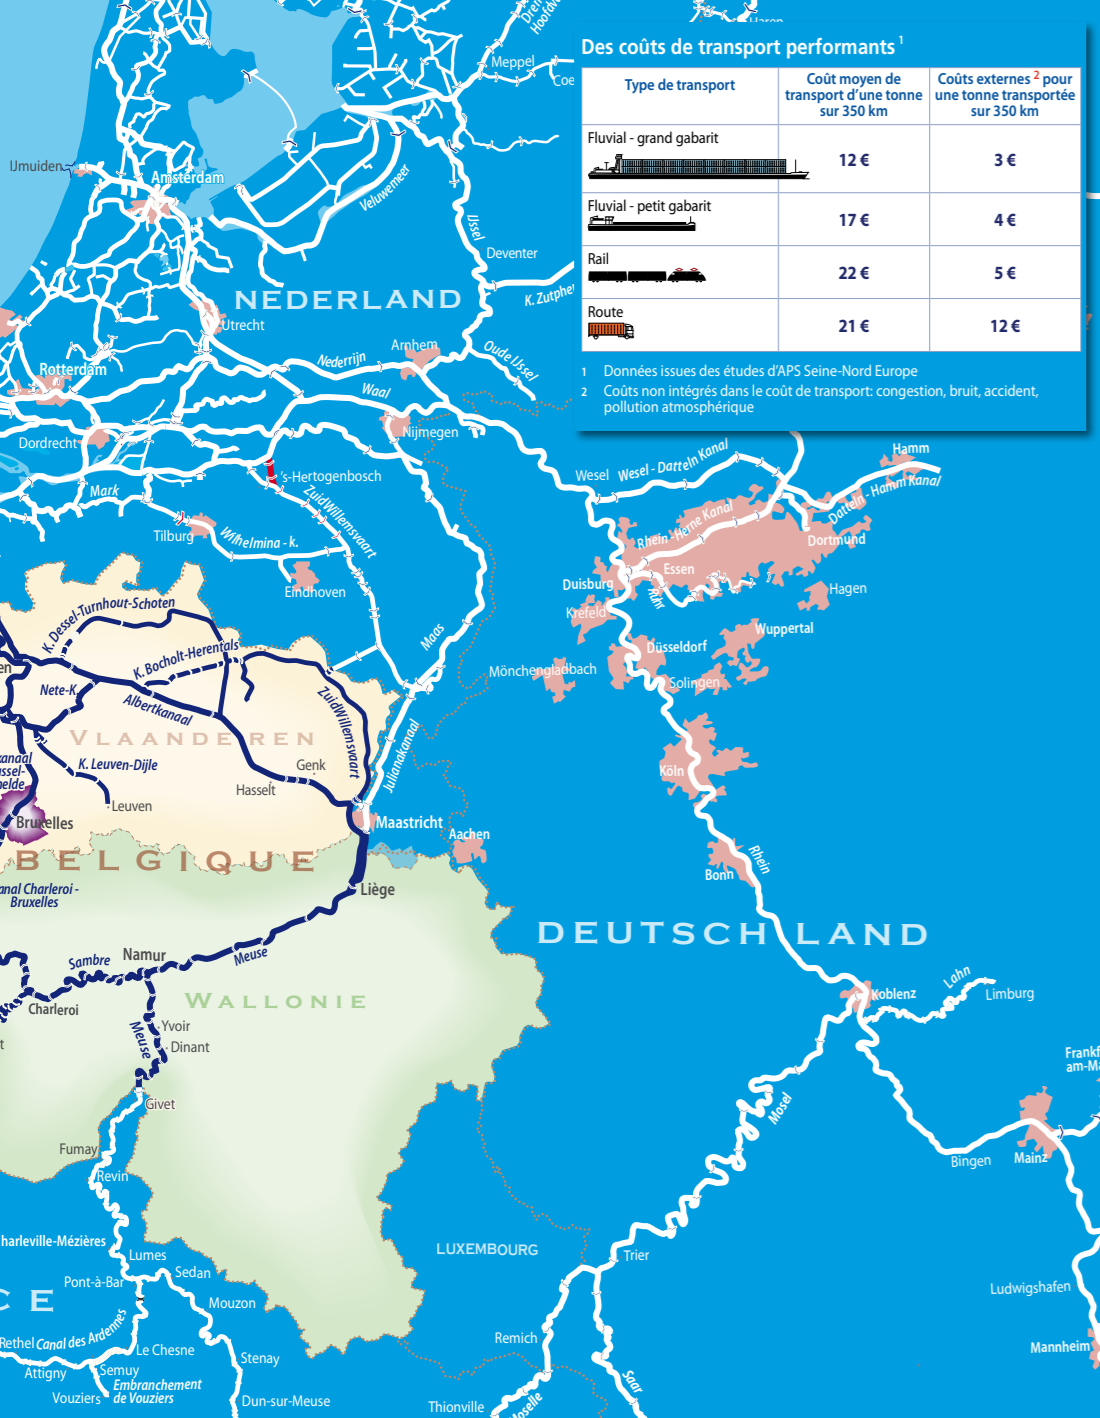 Haren
Meppel
Des coûts de transport performants 1
Type de transport
Coût moyen de
transport d'une tonne
sur 350 km
Coûts externes 2 pour
une tonne transportée
sur 350 km
Fluvial - grand gabarit
12 €
3 €
Fluvial - petit gabarit
17 €
4 €
Rail
22 €
5 €
Route
21 €
12 €
1 Données issues des études d'APS Seine-Nord Europe
2 Coûts non intégrés dans le coût de transport: congestion, bruit, accident,
pollution atmosphérique
IJmuiden
Amsterdam
Veluwemeer
IJssel
Deventer
NEDERLAND
Utrecht
Nederrijn
Arnhem
Oude IJssel
Rotterdam
Waal
Nijmegen
Dordrecht
's-Hertogenbosch
Mark
ZuidWillemsvaart
Tilburg
Wilhelmina - k.
Eindhoven
Wesel
Wesel - Datteln Kanal
Hamm
Datteln - Hamm Kanal
Rhein -Herne Kanal
Dortmund
Essen
Duisburg
Ruhr
Hagen
Krefeld
Wuppertal
Düsseldorf
Mönchengladbach
Solingen
K. Dessel-Turnhout-Schoten
K. Bocholt-Herentals
Maas
Nete-K.
Albertkanaal
ZuidWillemsvaart
VLAANDEREN
Julianakanaal
K. Leuven-Dijle
Genk
Hasselt
Köln
Leuven
Bruxelles
Maastricht
Aachen
BELGIQUE
Rhein
Bonn
Liège
anal Charleroi -
Bruxelles
DEUTSCHLAND
Sambre
Namur
Meuse
Koblenz
Lahn
Limburg
WALLONIE
Charleroi
Yvoir
Meuse
Dinant
Givet
Mosel
Frankf
am-Ma
Fumay
Revin
Bingen
Mainz
harleville-Mézières
Lumes
LUXEMBOURG
Trier
Pont-à-Bar
Sedan
CE
Mouzon
Ludwigshafen
Rethel
Canal des Ardennes
Le Chesne
Remich
Mannheim
Attigny
Semuy
Stenay
Vouziers
Embranchement
de Vouziers
Dun-sur-Meuse
Thionville
Moselle
Saar